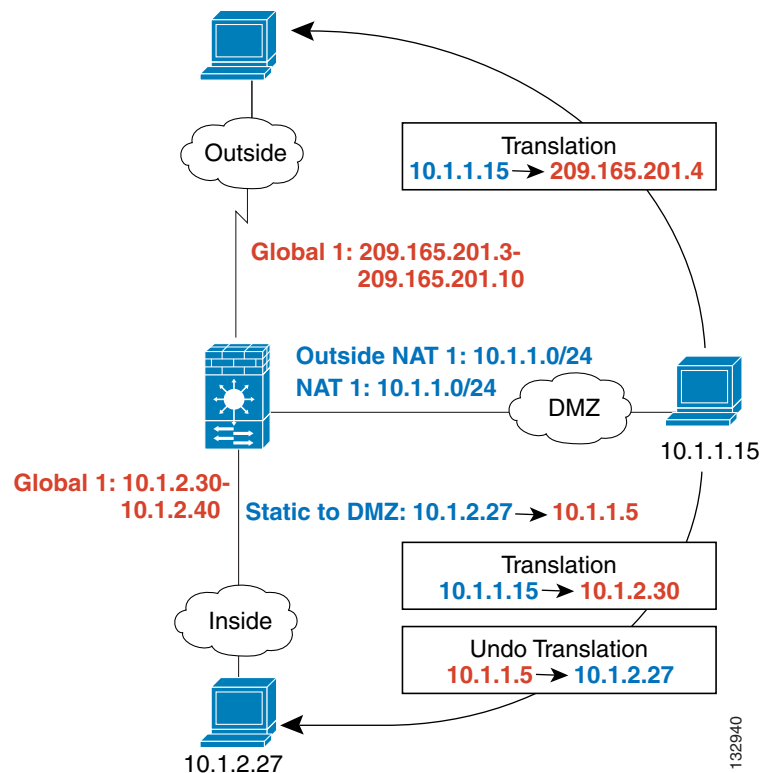 Outside
Translation
10.1.1.15 → 209.165.201.4
Global 1: 209.165.201.3-
209.165.201.10
Outside NAT 1: 10.1.1.0/24
NAT 1: 10.1.1.0/24
DMZ
10.1.1.15
Global 1: 10.1.2.30-
10.1.2.40
Static to DMZ: 10.1.2.27 → 10.1.1.5
Translation
10.1.1.15 → 10.1.2.30
Inside
Undo Translation
10.1.1.5 → 10.1.2.27
10.1.2.27
132940